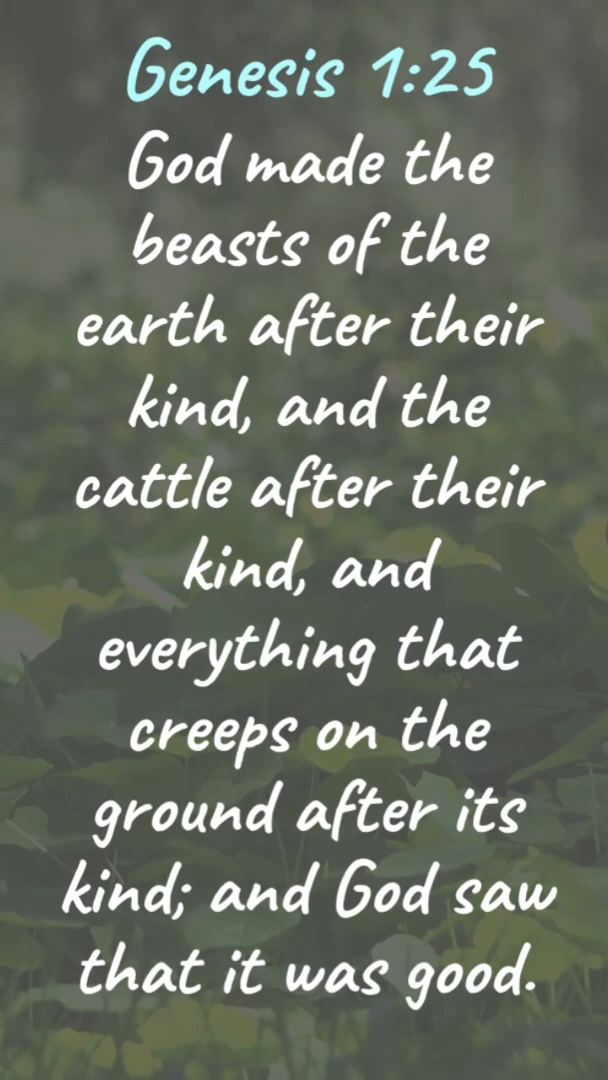 Genesis 1:25
God made the
beasts of the
earth after their
kind, and the
cattle after their
kind, and
everything that
creeps on the
ground after its
kind; and God saw
that it was good.